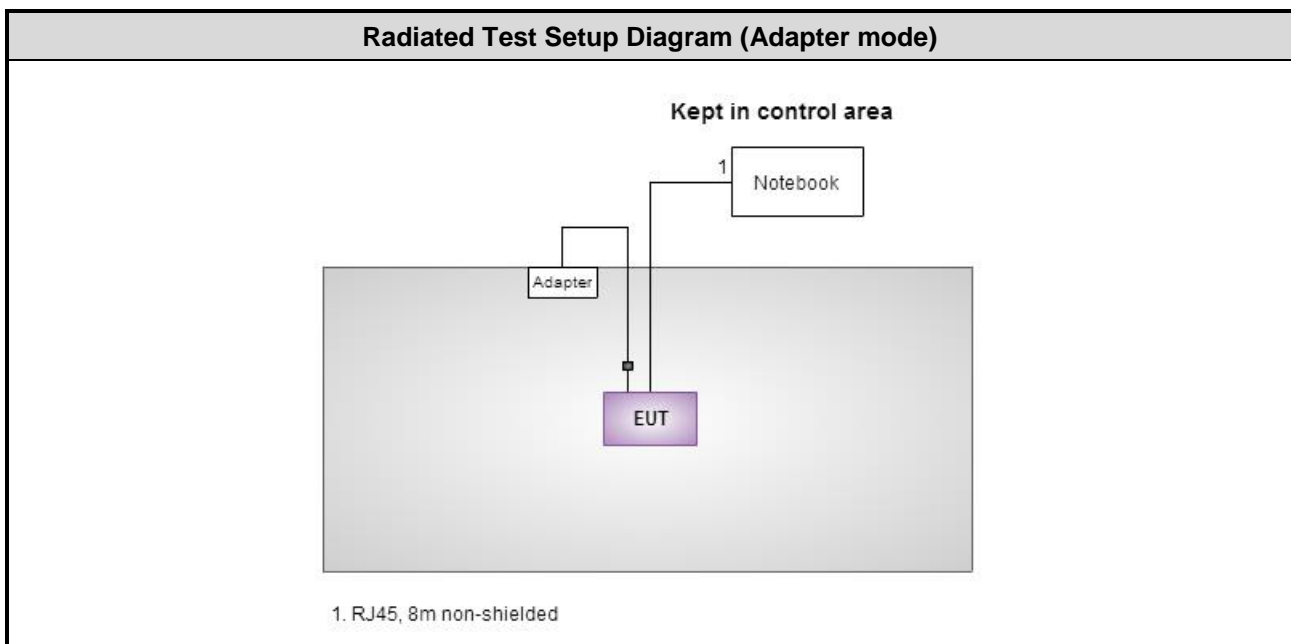 Radiated Test Setup Diagram (Adapter mode)
Kept in control area
1
Notebook
Adapter
EUT
1. RJ45, 8m non-shielded